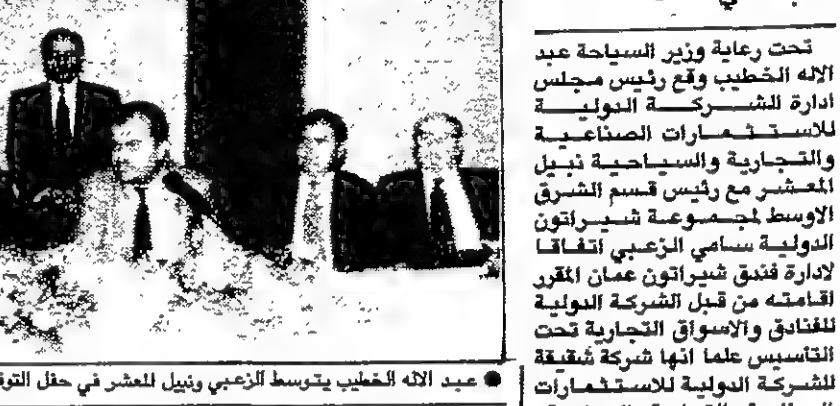 تحت رعاية وزير السياحة عبد
الاله الخطيب وقع رئيس مجلس
ادارة الشركة الدولية
للاستثمارات الصناعية
والتجارية والسياحية نبيل
المعشر مع رئيس قسم الشرق
الاوسط لمجموعة شيراتون
الدولية سامي الزعبي اتفاقا
لادارة فندق شيراتون عمان المقرر
اقامته من قبل الشركة الدولية
للفنادق والاسواق التجارية تحت
التأسيس علما انها شركة شقيقة
للشركة الدولية للاستثمارات
● عبد الاله الخطيب يتوسط الزعبي ونبيل المعشر في حفل